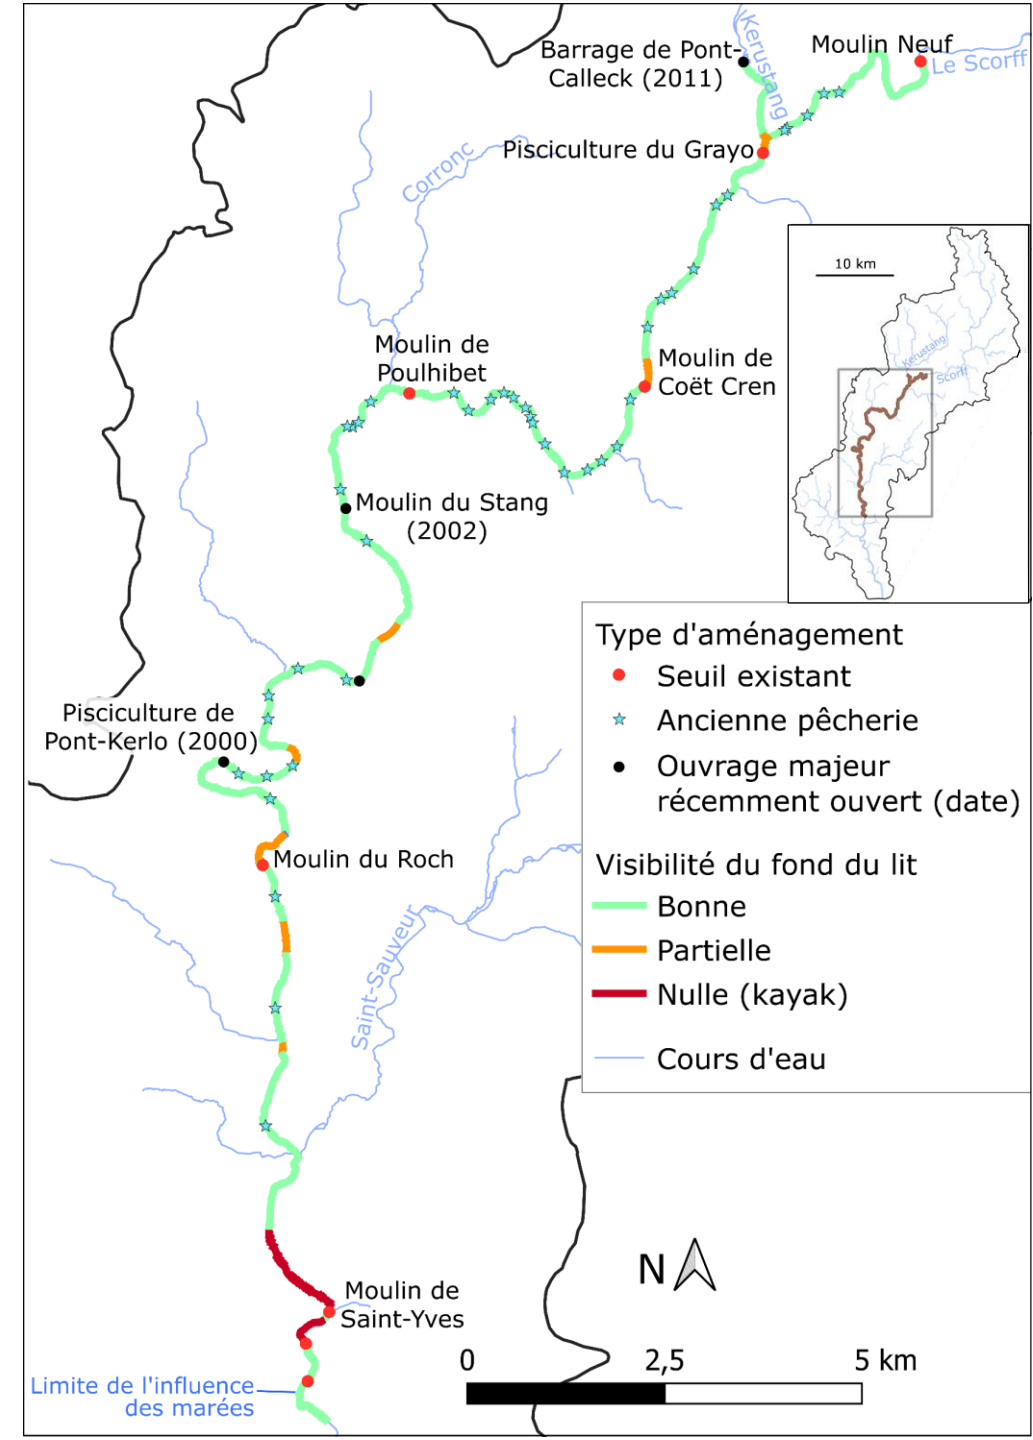 Barrage de Pont-
Calleck (2011)
Kerustang
Moulin Neuf
Le Scorff
Pisciculture du Grayo
Corronc
10 km
Kerustang
Scorff
Moulin de
Poulhibet
Moulin de
Coët Cren
Moulin du Stang
(2002)
Pisciculture de
Pont-Kerlo (2000)
Moulin du Roch
Saint-Sauveur
Type d'aménagement
Seuil existant
Ancienne pêcherie
Ouvrage majeur
récemment ouvert (date)
Visibilité du fond du lit
Bonne
Partielle
Nulle (kayak)
Cours d'eau
N
Moulin de
Saint-Yves
0 2,5 5 km
Limite de l'influence
des marées